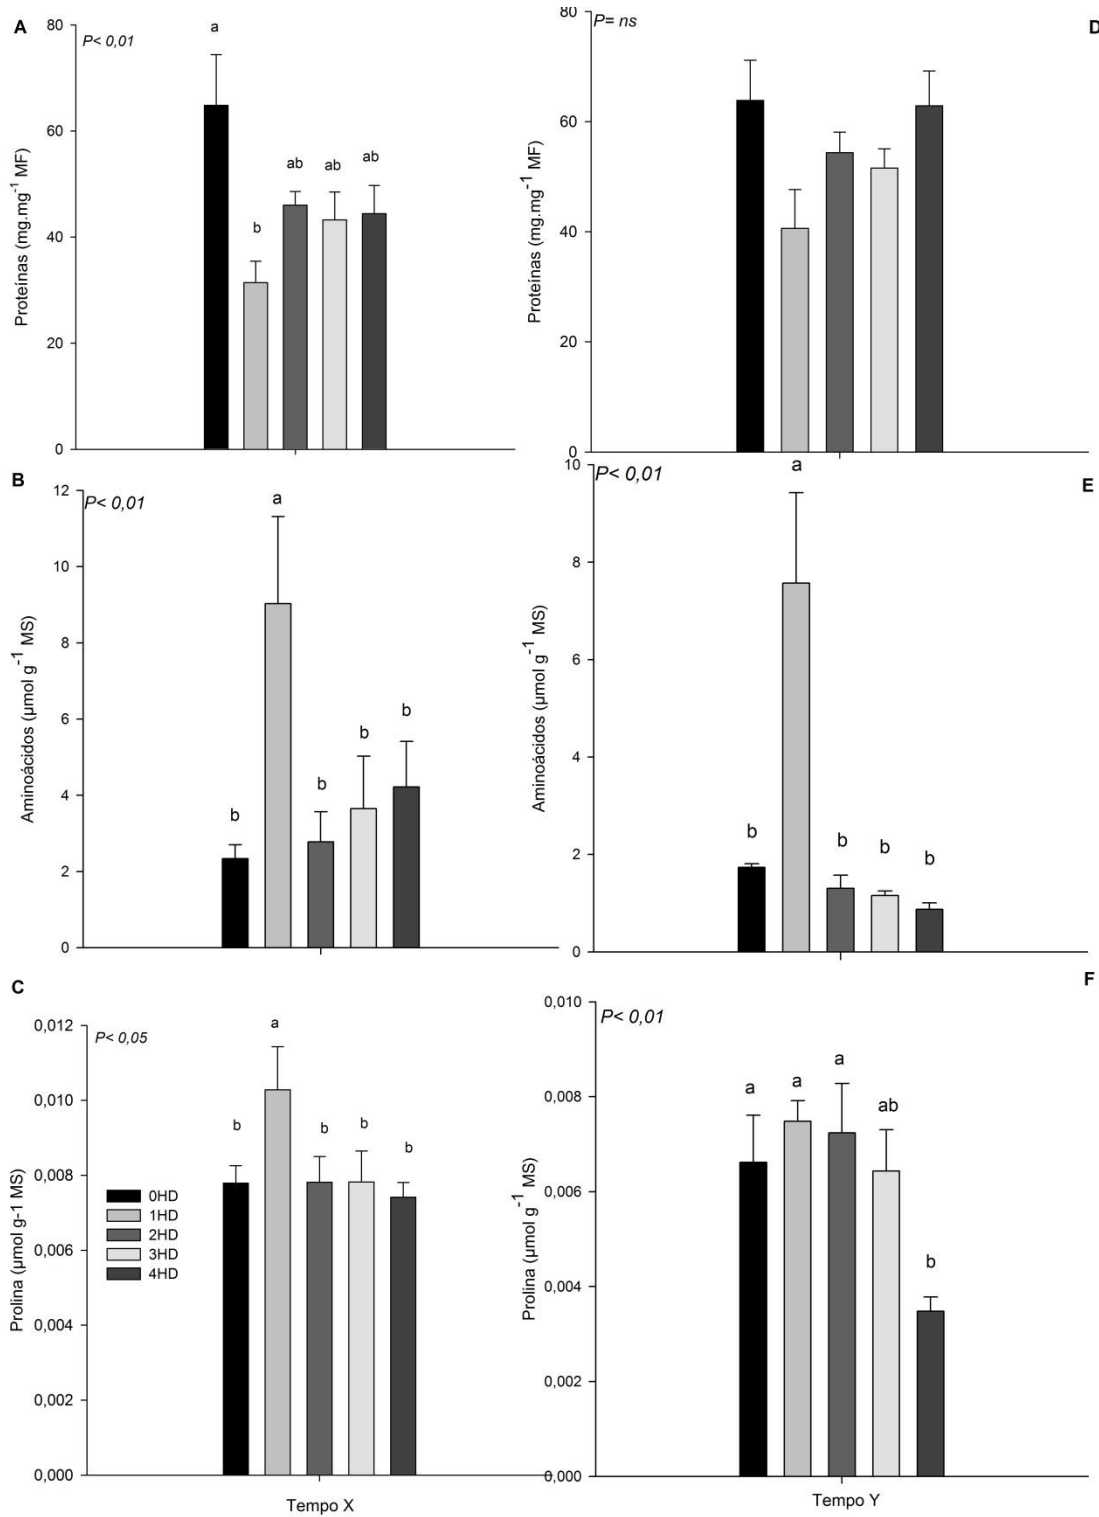 A
P< 0,01
Proteínas (mg.mg-1 MF)
80
60
40
20
0
a
b
ab
ab
ab
D
P= ns
Proteínas (mg.mg-1 MF)
80
60
40
20
0
B
P< 0,01
Aminoácidos (µmol g-1 MS)
12
10
8
6
4
2
0
b
a
b
b
b
E
P< 0,01
Aminoácidos (µmol g-1 MS)
10
8
6
4
2
0
b
a
b
b
b
C
P< 0,05
Prolina (µmol g-1 MS)
0,012
0,010
0,008
0,006
0,004
0,002
0,000
b
a
b
b
b
0HD
1HD
2HD
3HD
4HD
Tempo X
F
P< 0,01
Prolina (µmol g-1 MS)
0,010
0,008
0,006
0,004
0,002
0,000
a
a
a
ab
b
Tempo Y